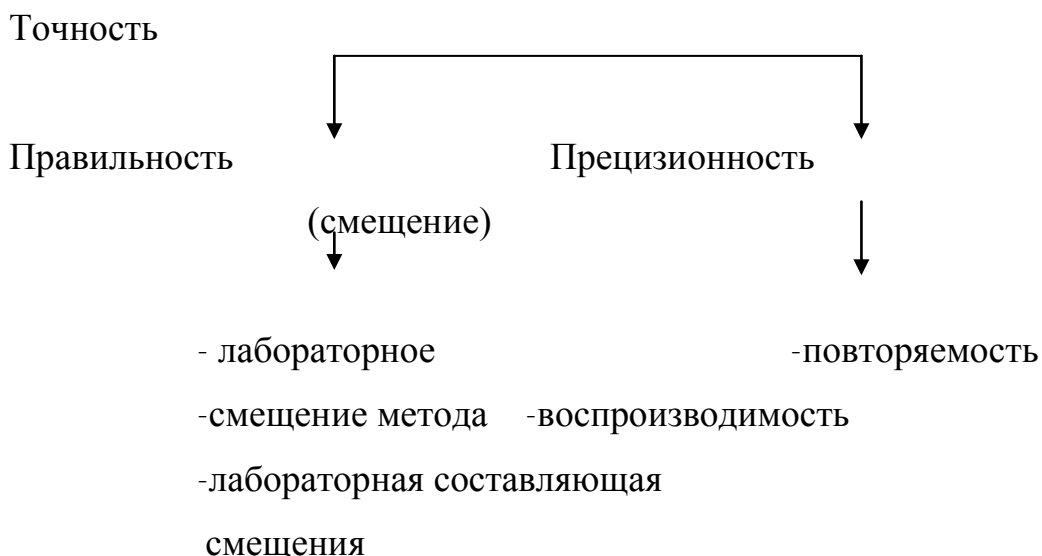 Точность
Правильность Прецизионность
(смещение)
- лабораторное -повторяемость
-смещение метода -воспроизводимость
-лабораторная составляющая
смещения